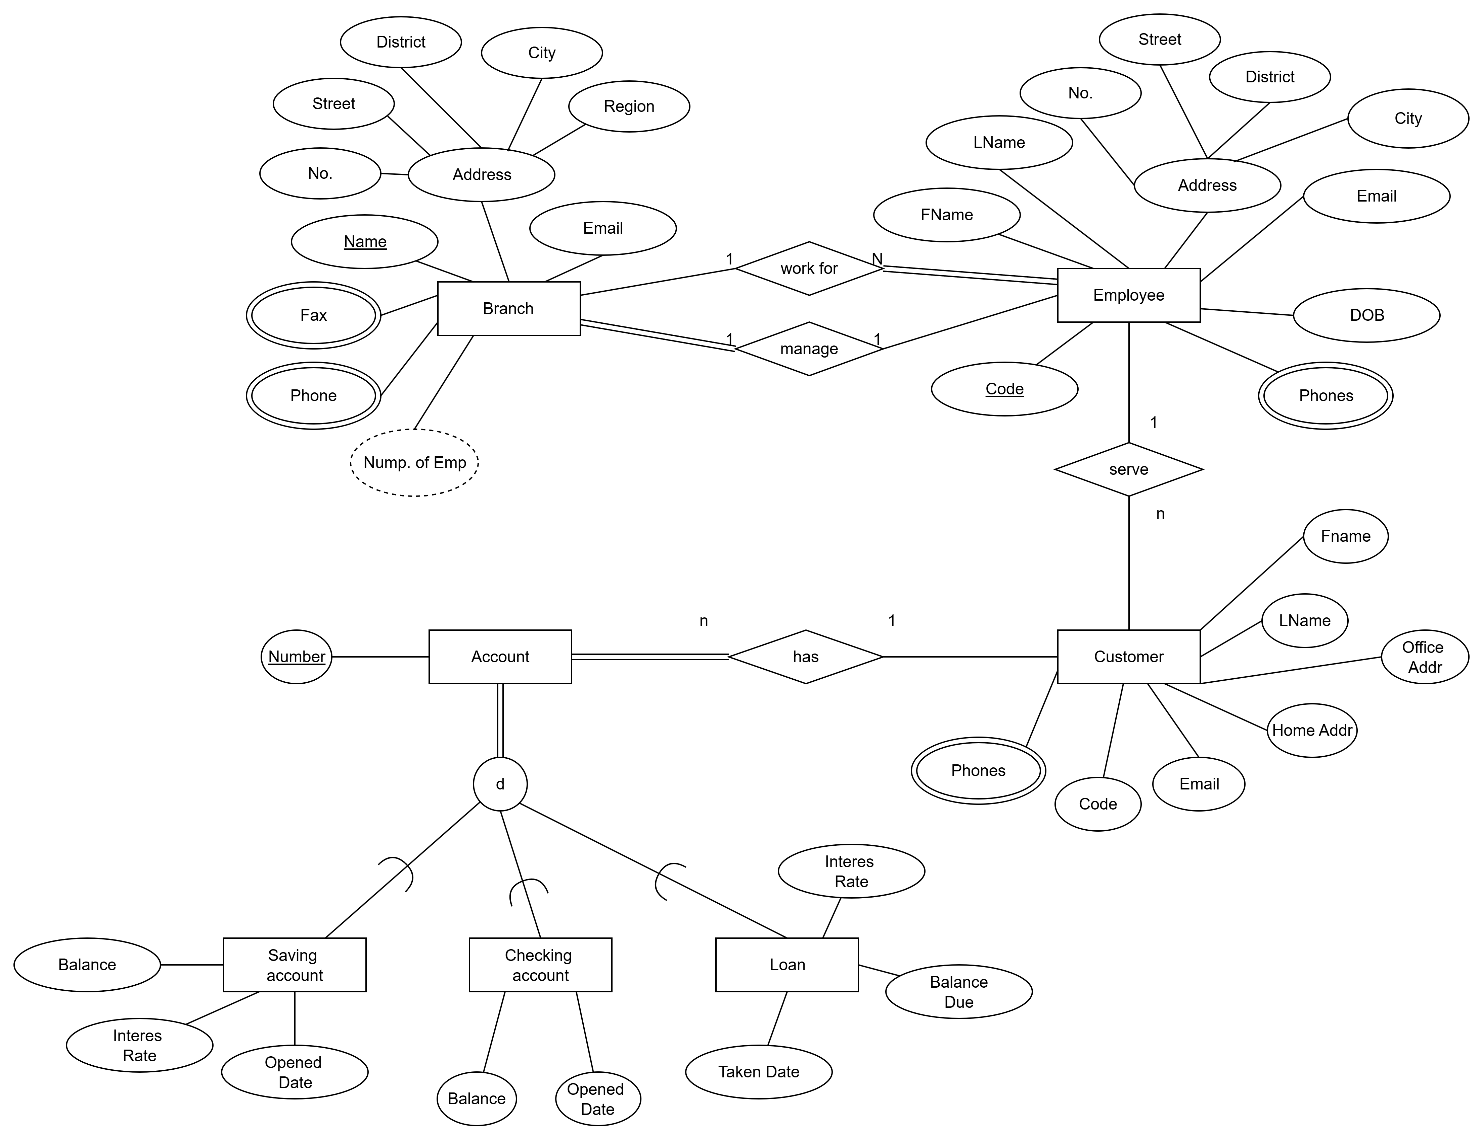 District
City
Street
Region
No.
Address
Name
Email
Fax
Branch
Phone
Nump. of Emp
1
work for
N
1
manage
1
Street
District
No.
City
LName
Address
Email
FName
Employee
DOB
Code
Phones
1
serve
n
Fname
LName
Office
Addr
Number
Account
n
has
1
Customer
Home Addr
Phones
Code
Email
d
Interes
Rate
Saving
account
Checking
account
Loan
Balance
Balance
Due
Interes
Rate
Opened
Date
Balance
Opened
Date
Taken Date